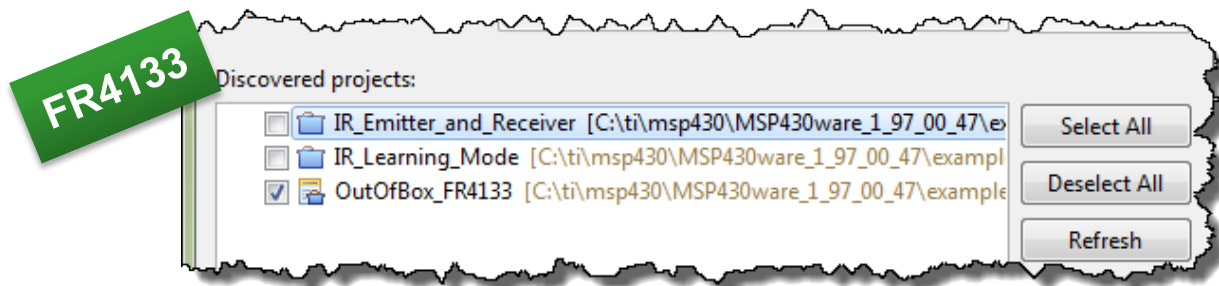 FR4133
Discovered projects:
IR_Emitter_and_Receiver [C:\ti\msp430\MSP430ware_1_97_00_47\ex
Select All
IR_Learning_Mode [C:\ti\msp430\MSP430ware_1_97_00_47\exampl
Deselect All
OutOfBox_FR4133 [C:\ti\msp430\MSP430ware_1_97_00_47\example
Refresh